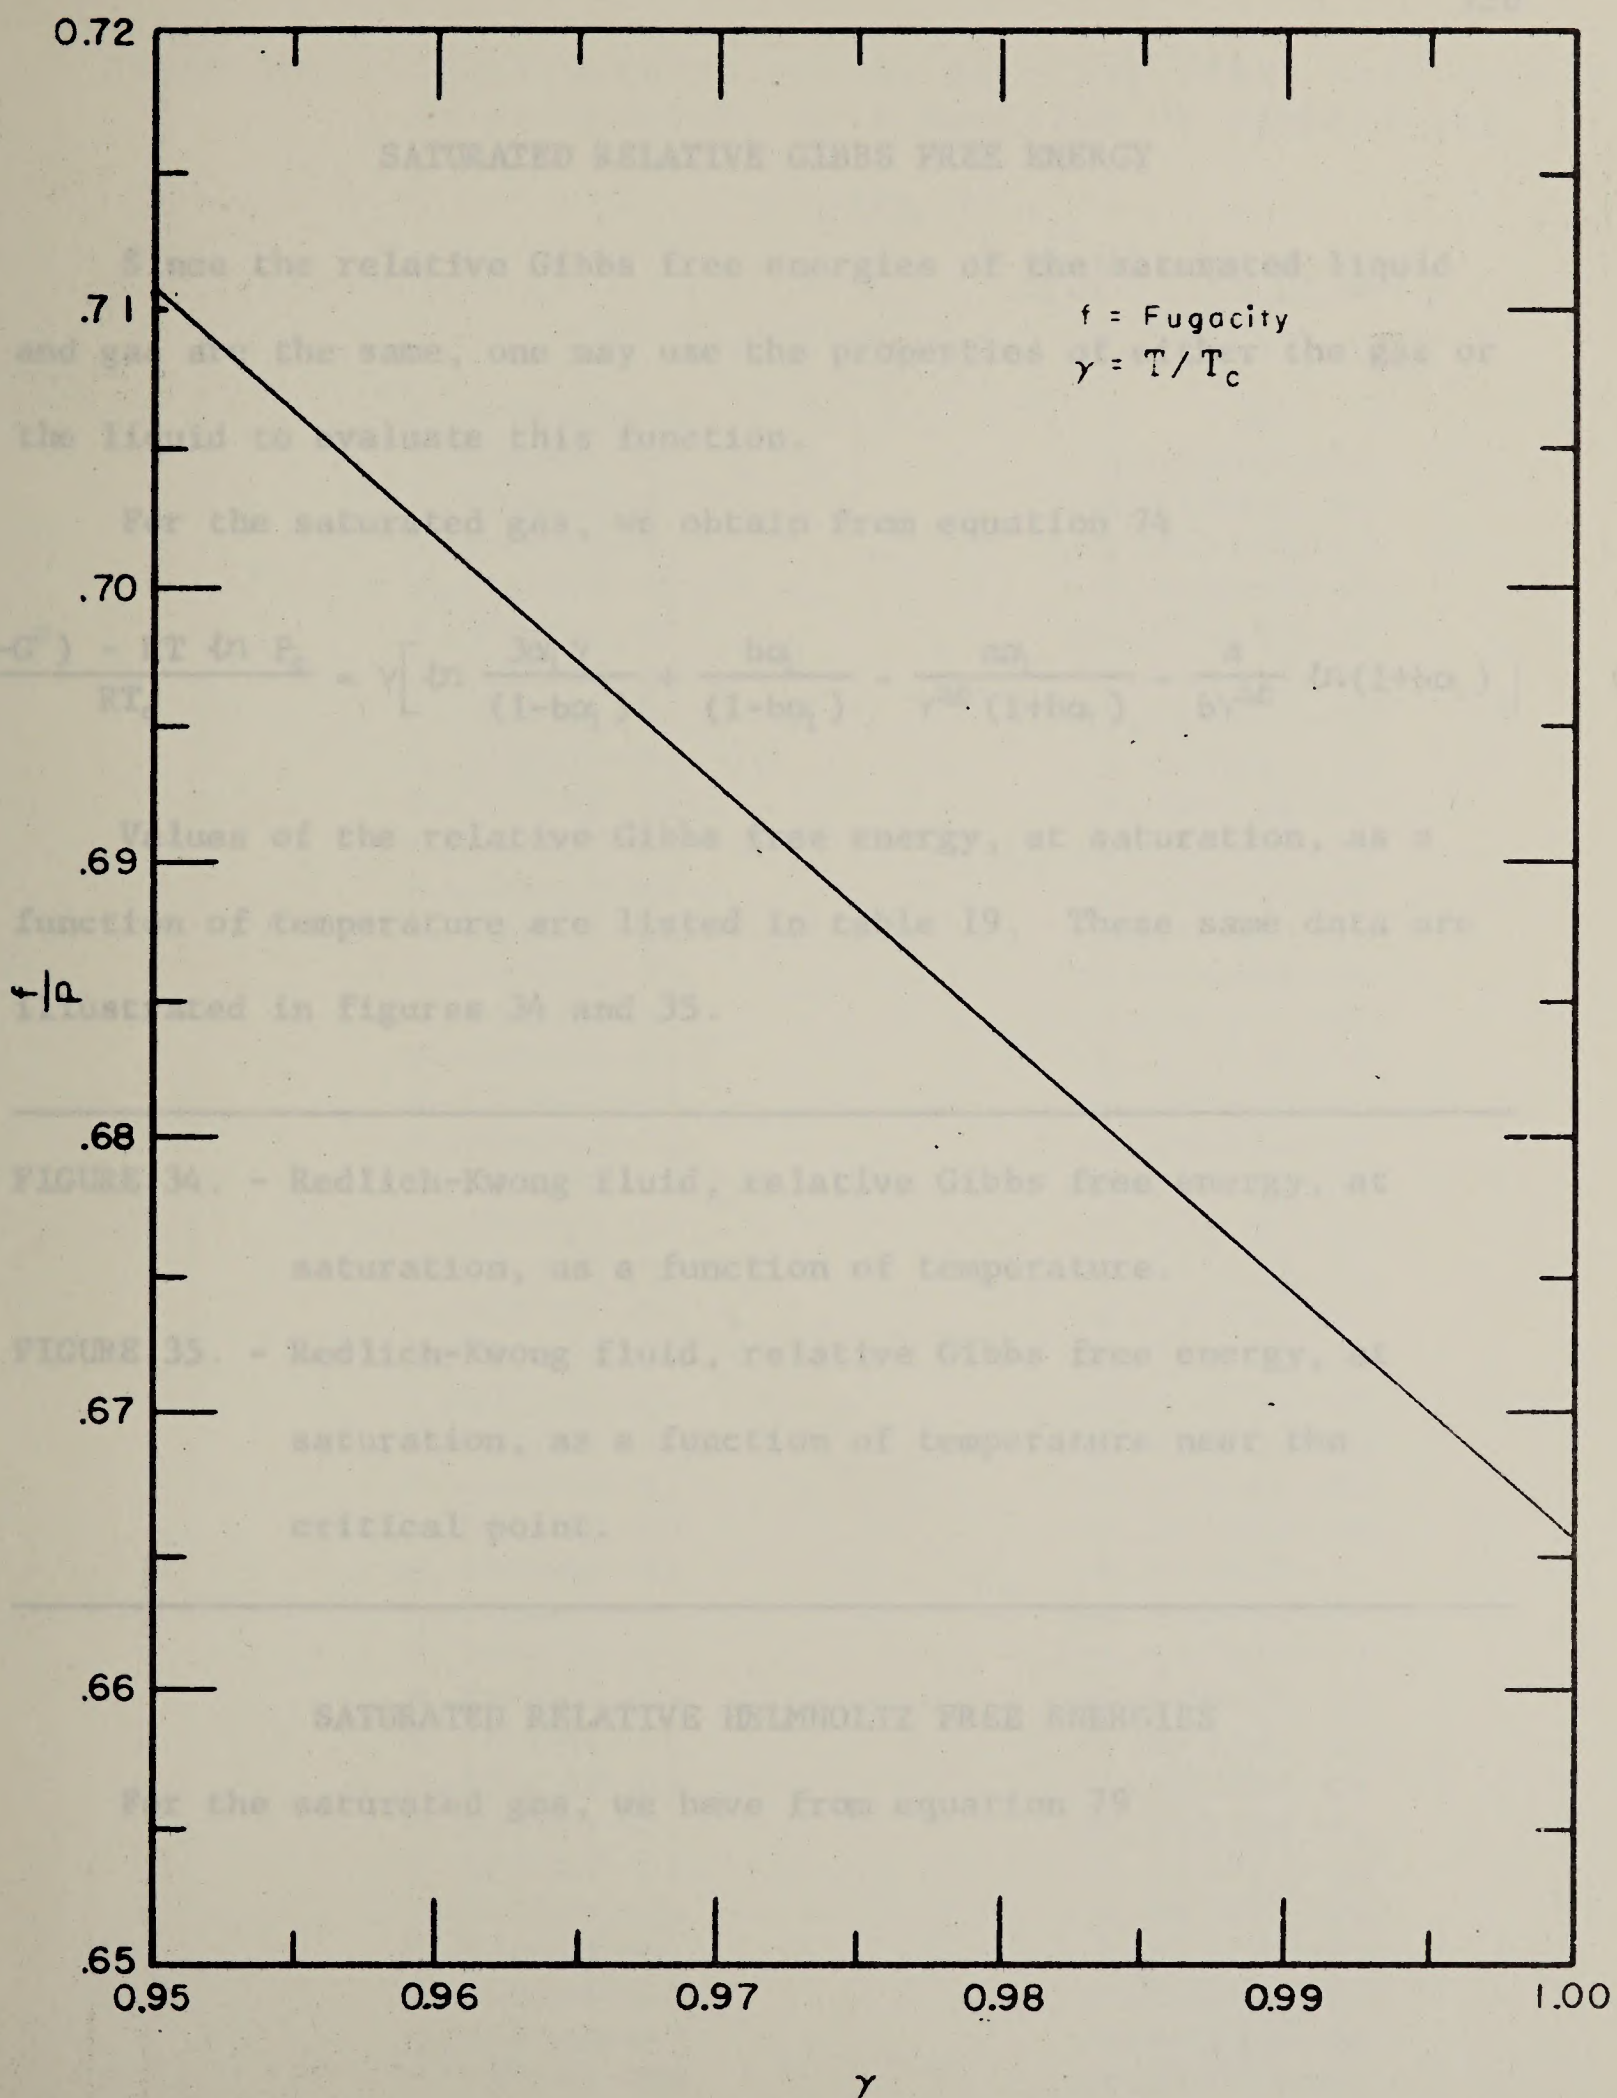 0.72
SATURATED RELATIVE GIBBS FREE ENERGY
Since the relative Gibbs free energies of the saturated liquid
.71
f = Fugacity
and gas are the same, one may use the properties of either the gas or
γ = T/Tc
the liquid to evaluate this function.
For the saturated gas, we obtain from equation 74
.70
Values of the relative Gibbs free energy, at saturation, as a
.69
function of temperature are listed in table 19. These same data are
f/P
illustrated in figures 34 and 35.
.68
FIGURE 34. - Redlich-Kwong fluid, relative Gibbs free energy, at
saturation, as a function of temperature.
FIGURE 35. - Redlich-Kwong fluid, relative Gibbs free energy, at
.67
saturation, as a function of temperature near the
critical point.
.66
SATURATED RELATIVE HELMHOLTZ FREE ENERGIES
For the saturated gas, we have from equation 79
.65
0.95 0.96 0.97 0.98 0.99 1.00
γ